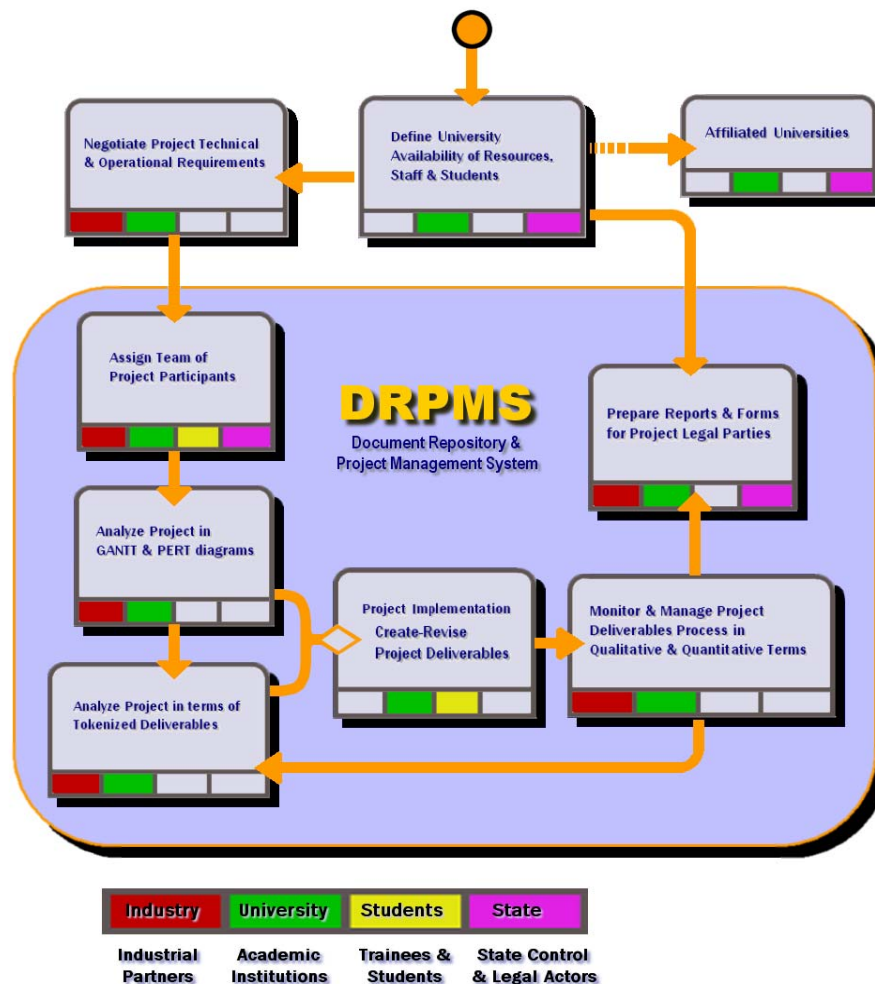 Negotiate Project Technical
& Operational Requirements
Define University
Availability of Resources,
Staff & Students
Affiliated Universities
Assign Team of
Project Participants
DRPMS
Document Repository &
Project Management System
Prepare Reports & Forms
for Project Legal Parties
Analyze Project in
GANTT & PERT diagrams
Project Implementation
Create-Revise
Project Deliverables
Monitor & Manage Project
Deliverables Process in
Qualitative & Quantitative Terms
Analyze Project in terms of
Tokenized Deliverables
Industry
University
Students
State
Industrial
Partners
Academic
Institutions
Trainees &
Students
State Control
& Legal Actors